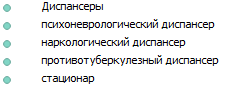 Диспансеры
психоневрологический диспансер
наркологический диспансер
противотуберкулезный диспансер
стационар